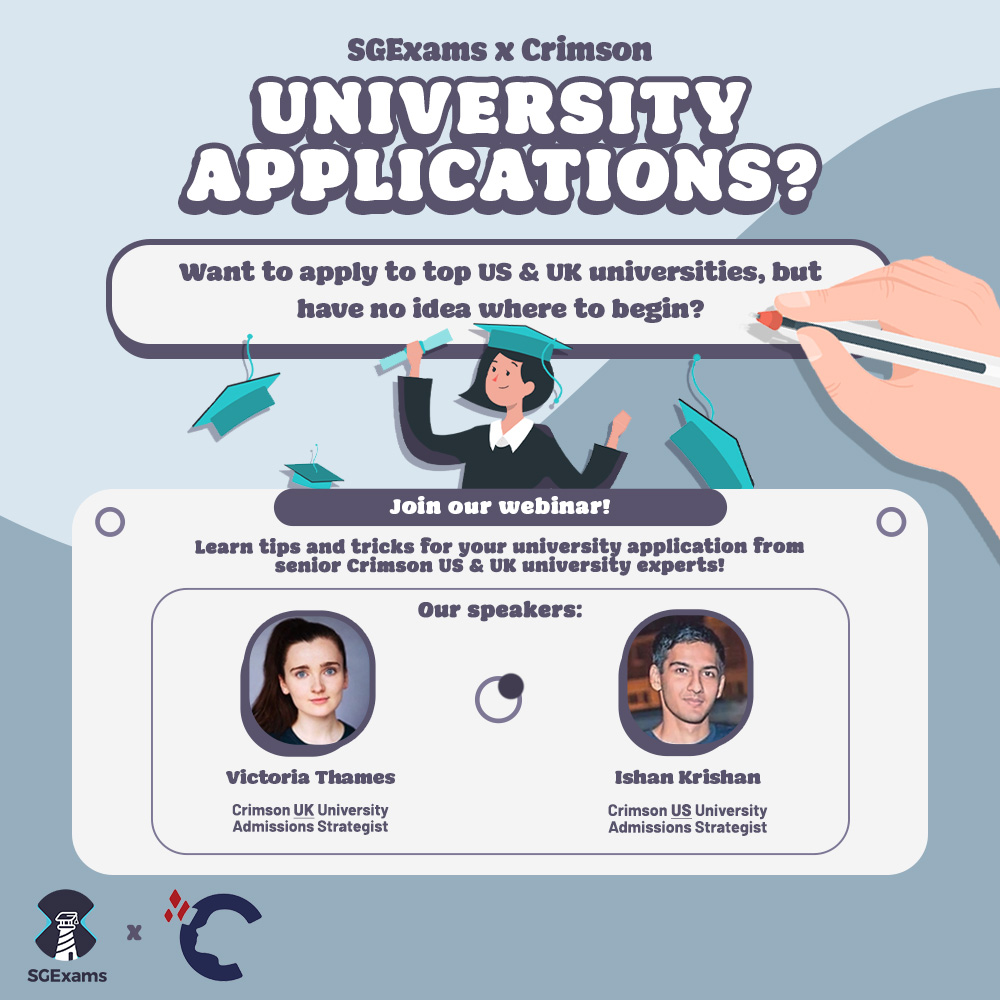 SGExams x Crimson
UNIVERSITY
APPLICATIONS?
Want to apply to top US & UK universities, but
have no idea where to begin?
Join our webinar!
Learn tips and tricks for your university application from
senior Crimson US & UK university experts!
Our speakers:
Victoria Thames
Crimson UK University
Admissions Strategist
Ishan Krishan
Crimson US University
Admissions Strategist
x
SGExams